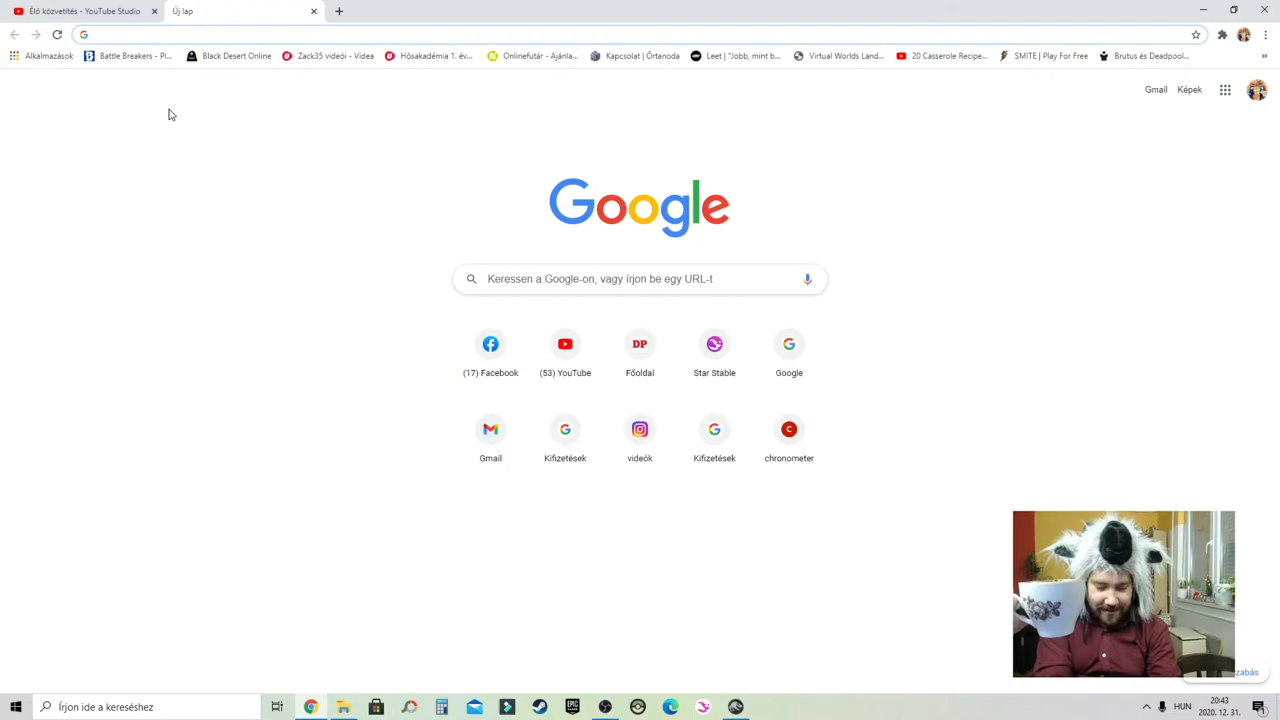 Élő közvetítés - YouTube Studio
Új lap
Alkalmazások
Battle Breakers - Pl...
Black Desert Online
Zack35 videói - Videa
Hősakadémia 1. év...
Onlinefutár - Ajánla...
Kapcsolat | Őrtanoda
Leet | "Jobb, mint b...
Virtual Worlds Land...
20 Casserole Recipe...
SMITE | Play For Free
Brutus és Deadpool...
»
Gmail
Képek
Google
Keressen a Google-on, vagy írjon be egy URL-t
DP
(17) Facebook
(53) YouTube
Főoldal
Star Stable
Google
C
Gmail
Kifizetések
videók
Kifizetések
chronometer
zabás
Írjon ide a kereséshez
EPIC
HUN
20:43
2020. 12. 31.